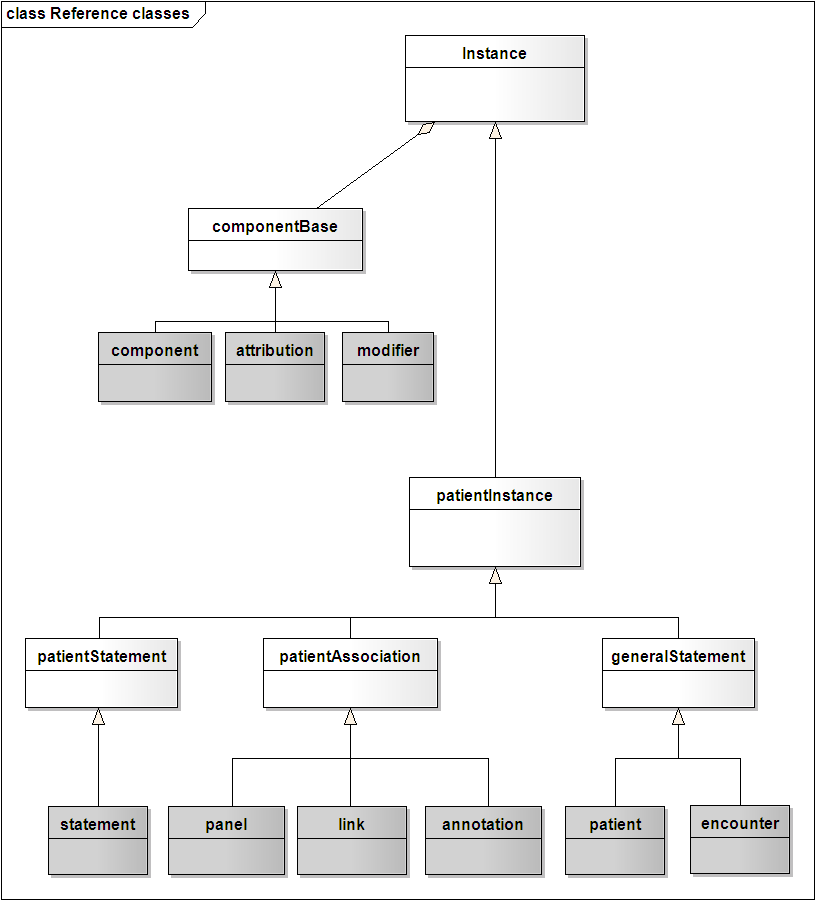 class Reference classes
Instance
componentBase
component
attribution
modifier
patientInstance
patientStatement
patientAssociation
generalStatement
statement
panel
link
annotation
patient
encounter